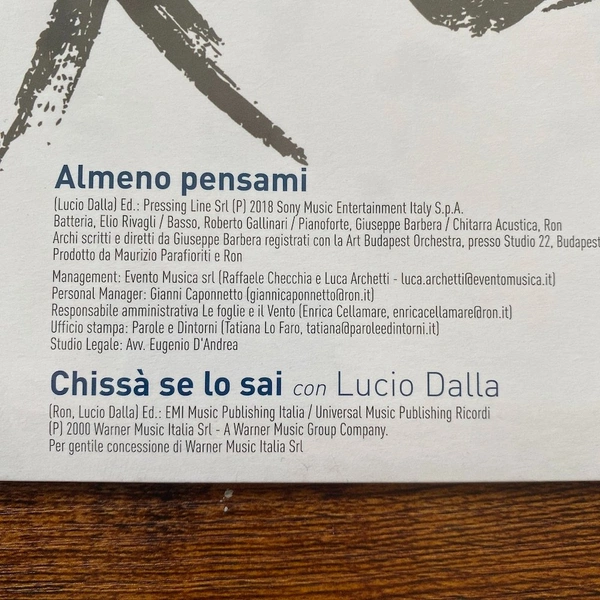 Almeno pensami
(Lucio Dalla) Ed.: Pressing Line Srl (P) 2018 Sony Music Entertainment Italy S.p.A.
Batteria, Elio Rivagli / Basso, Roberto Gallinari / Pianoforte, Giuseppe Barbera / Chitarra Acustica, Ron
Archi scritti e diretti da Giuseppe Barbera registrati con la Art Budapest Orchestra, presso Studio 22, Budapest
Prodotto da Maurizio Parafioriti e Ron
Management: Evento Musica srl (Raffaele Checchia e Luca Archetti - luca.archetti@eventomusica.it)
Personal Manager: Gianni Caponnetto (giannicaponnetto@ron.it)
Responsabile amministrativa Le foglie e il Vento (Enrica Cellamare, enricacellamare@ron.it)
Ufficio stampa: Parole e Dintorni (Tatiana Lo Faro, tatiana@paroleedintorni.it)
Studio Legale: Avv. Eugenio D'Andrea
Chissà se lo sai con Lucio Dalla
(Ron, Lucio Dalla) Ed.: EMI Music Publishing Italia / Universal Music Publishing Ricordi
(P) 2000 Warner Music Italia Srl - A Warner Music Group Company.
Per gentile concessione di Warner Music Italia Srl